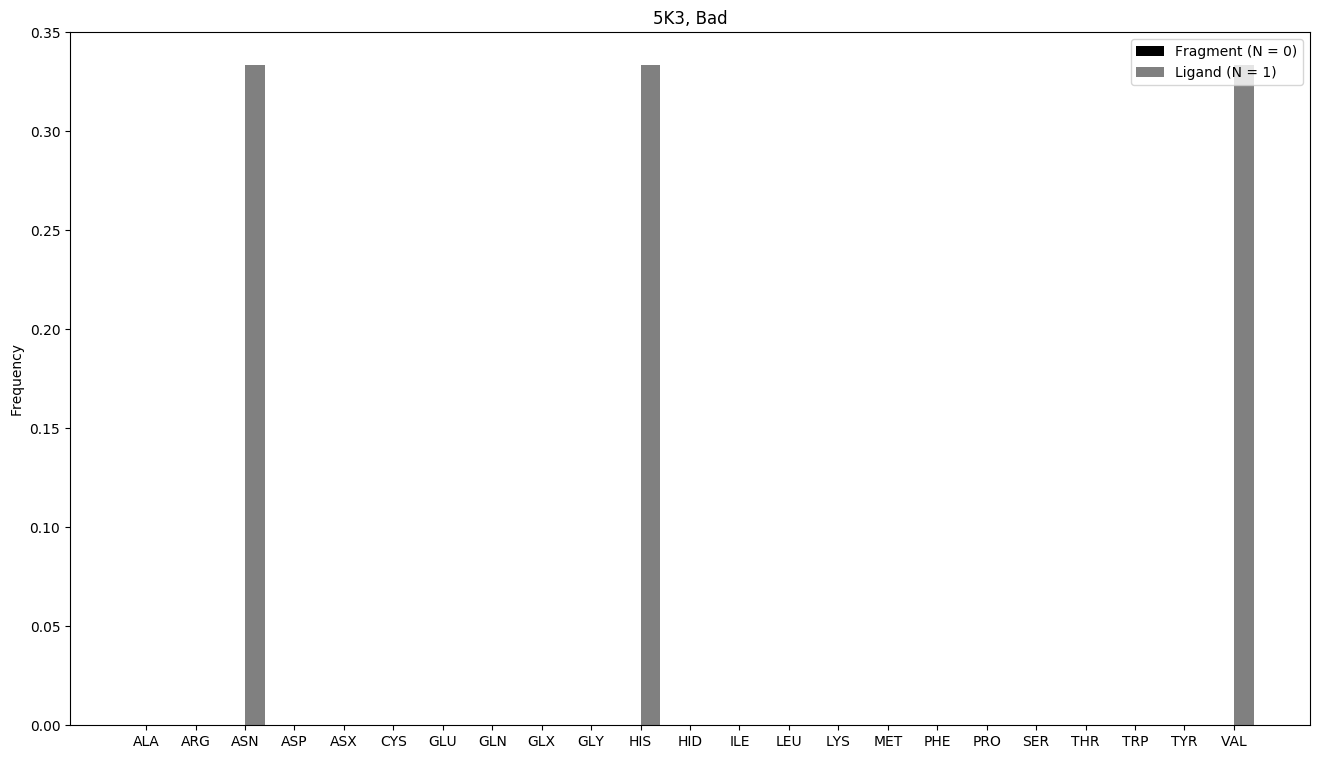 5K3, Bad
Fragment (N = 0)
Ligand (N = 1)
0.35
0.30
0.25
0.20
0.15
0.10
0.05
0.00
Frequency
ALA ARG ASN ASP ASX CYS GLU GLN GLX GLY HIS HID ILE LEU LYS MET PHE PRO SER THR TRP TYR VAL